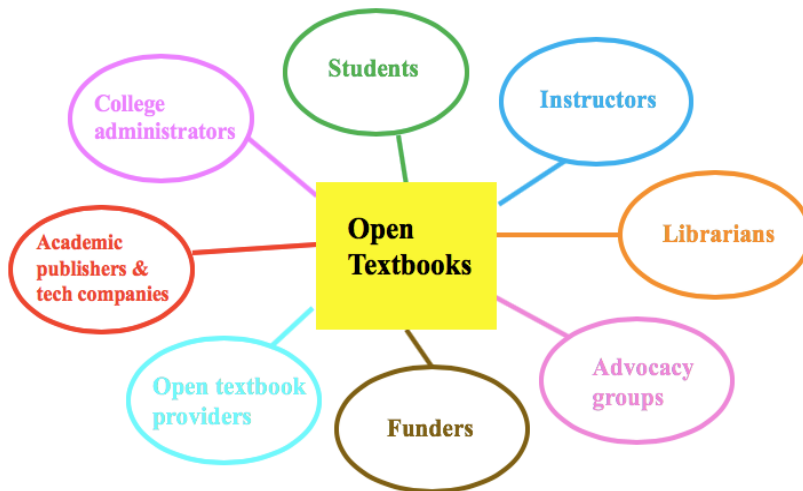 Students
Instructors
College
administrators
Open
Textbooks
Librarians
Academic
publishers &
tech companies
Advocacy
groups
Open textbook
providers
Funders